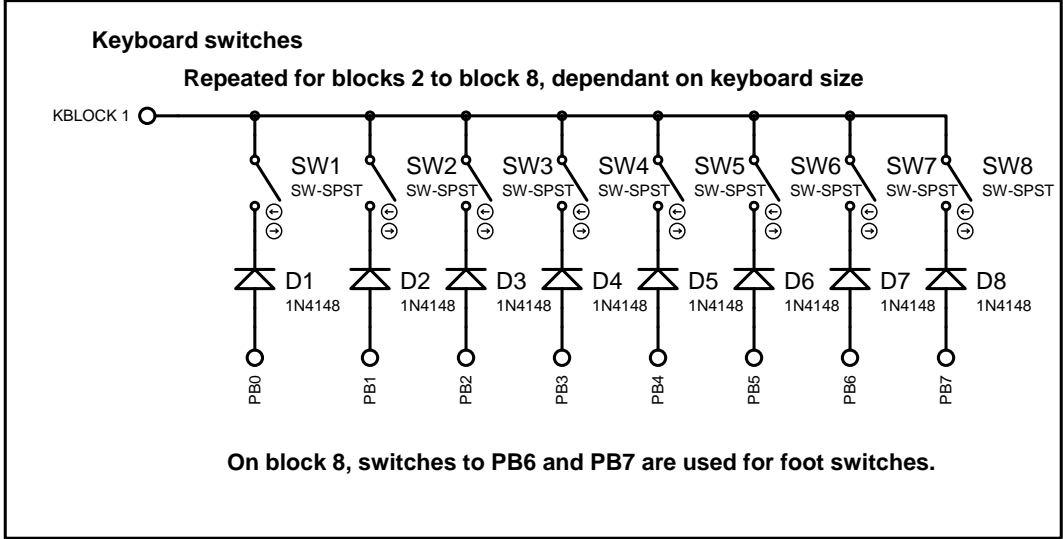 Keyboard switches
Repeated for blocks 2 to block 8, dependant on keyboard size
KBLOCK 1
SW1 SW2 SW3 SW4 SW5 SW6 SW7 SW8
SW-SPST SW-SPST SW-SPST SW-SPST SW-SPST SW-SPST SW-SPST SW-SPST
D1 D2 D3 D4 D5 D6 D7 D8
1N4148 1N4148 1N4148 1N4148 1N4148 1N4148 1N4148 1N4148
PB0 PB1 PB2 PB3 PB4 PB5 PB6 PB7
On block 8, switches to PB6 and PB7 are used for foot switches.